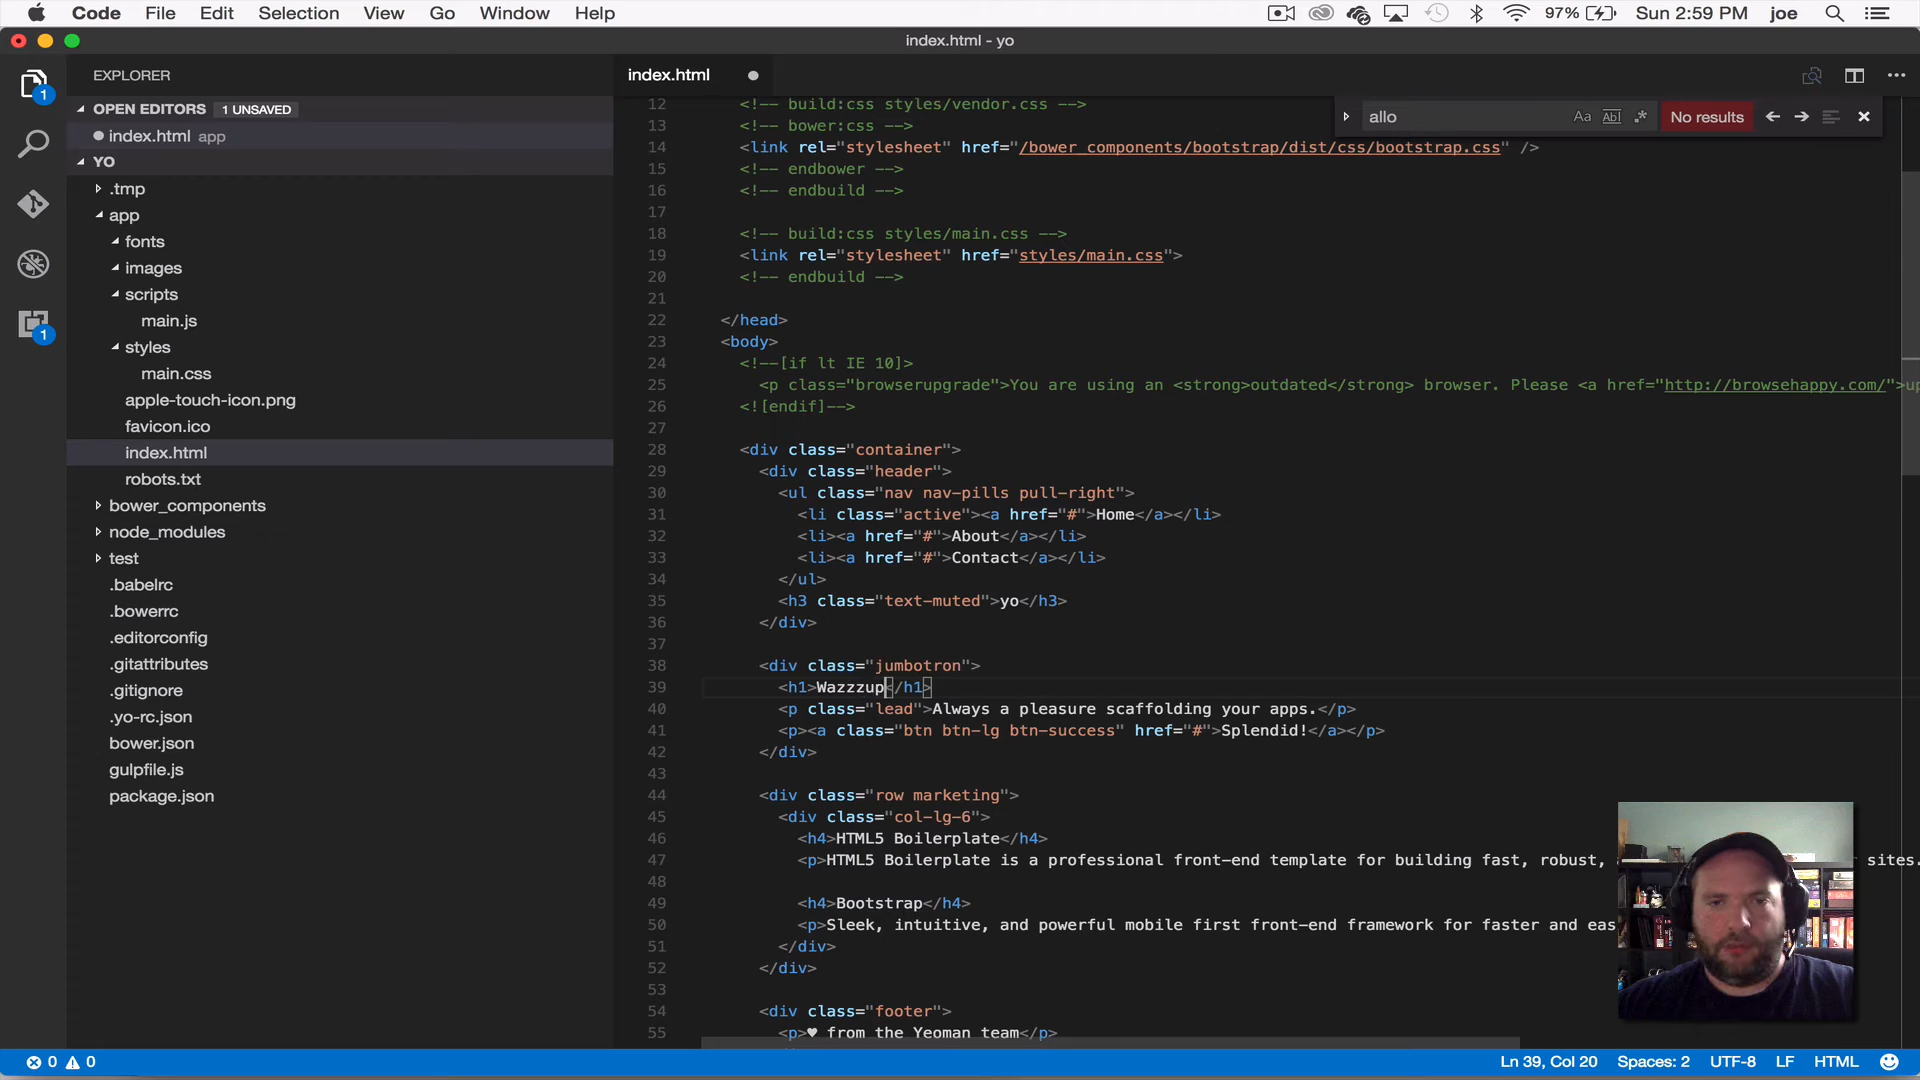 Code File Edit Selection View Go Window Help 97% Sun 2:59 PM joe
index.html - yo
EXPLORER
OPEN EDITORS 1 UNSAVED
index.html app
YO
.tmp
app
fonts
images
scripts
main.js
styles
main.css
apple-touch-icon.png
favicon.ico
index.html
robots.txt
bower_components
node_modules
test
.babelrc
.bowerrc
.editorconfig
.gitattributes
.gitignore
.yo-rc.json
bower.json
gulpfile.js
package.json
1
1
index.html
allo Aa Abl .* No results
12 <!-- build:css styles/vendor.css -->
13 <!-- bower:css -->
14 <link rel="stylesheet" href="/bower_components/bootstrap/dist/css/bootstrap.css" />
15 <!-- endbower -->
16 <!-- endbuild -->
17
18 <!-- build:css styles/main.css -->
19 <link rel="stylesheet" href="styles/main.css">
20 <!-- endbuild -->
21
22 </head>
23 <body>
24 <!--[if lt IE 10]>
25 <p class="browserupgrade">You are using an <strong>outdated</strong> browser. Please <a href="http://browsehappy.com/">up
26 <![endif]-->
27
28 <div class="container">
29 <div class="header">
30 <ul class="nav nav-pills pull-right">
31 <li class="active"><a href="#">Home</a></li>
32 <li><a href="#">About</a></li>
33 <li><a href="#">Contact</a></li>
34 </ul>
35 <h3 class="text-muted">yo</h3>
36 </div>
37
38 <div class="jumbotron">
39 <h1>Wazzzup</h1>
40 <p class="lead">Always a pleasure scaffolding your apps.</p>
41 <p><a class="btn btn-lg btn-success" href="#">Splendid!</a></p>
42 </div>
43
44 <div class="row marketing">
45 <div class="col-lg-6">
46 <h4>HTML5 Boilerplate</h4>
47 <p>HTML5 Boilerplate is a professional front-end template for building fast, robust, sites.
48
49 <h4>Bootstrap</h4>
50 <p>Sleek, intuitive, and powerful mobile first front-end framework for faster and eas
51 </div>
52 </div>
53
54 <div class="footer">
55 <p>♥ from the Yeoman team</p>
0 0 Ln 39, Col 20 Spaces: 2 UTF-8 LF HTML